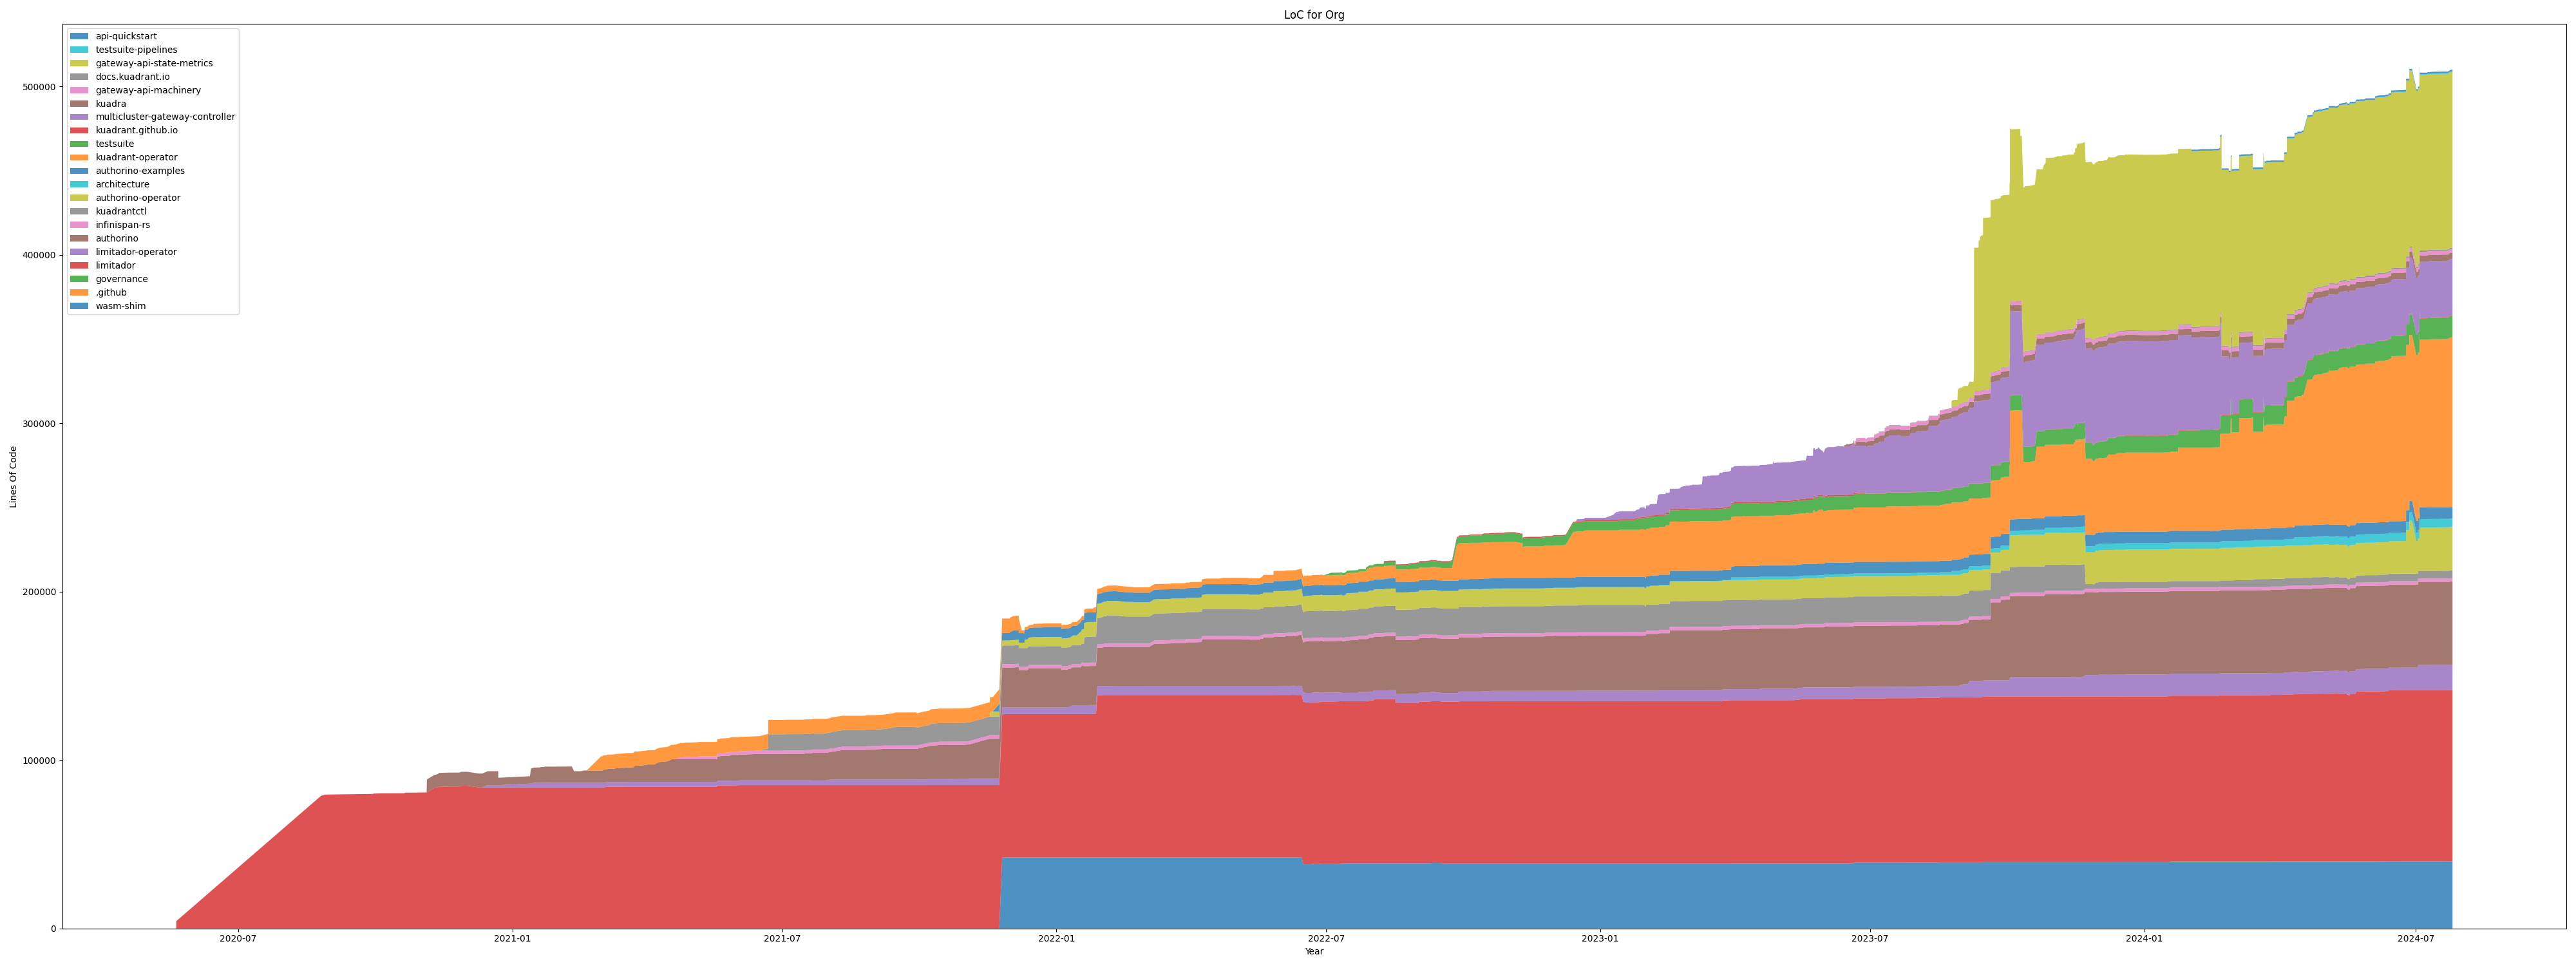 LoC for Org
api-quickstart
testsuite-pipelines
gateway-api-state-metrics
docs.kuadrant.io
gateway-api-machinery
kuadra
multicluster-gateway-controller
kuadrant.github.io
testsuite
kuadrant-operator
authorino-examples
architecture
authorino-operator
kuadrantctl
infinispan-rs
authorino
limitador-operator
limitador
governance
.github
wasm-shim
Lines Of Code
500000
400000
300000
200000
100000
0
2020-07
2021-01
2021-07
2022-01
2022-07
2023-01
2023-07
2024-01
2024-07
Year